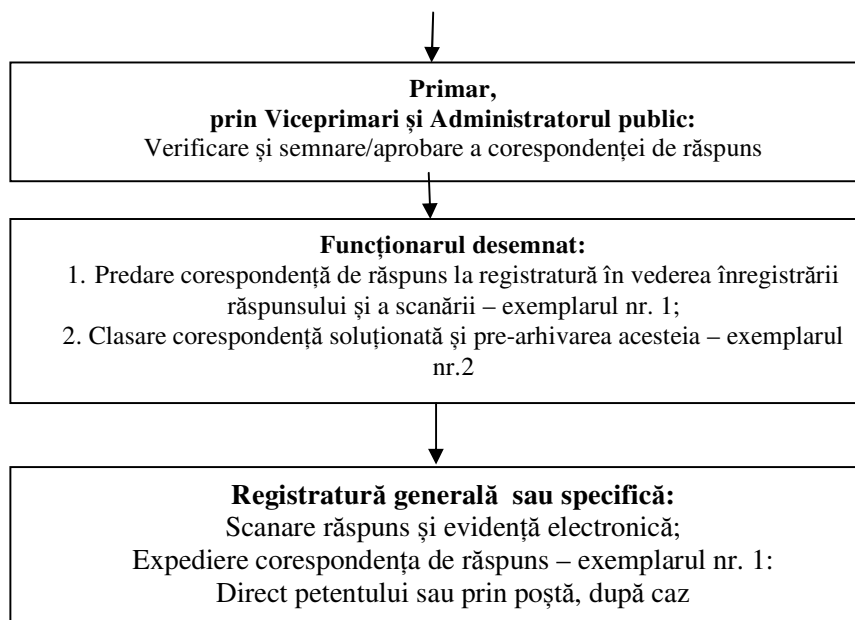 Primar,
prin Viceprimari și Administratorul public:
Verificare și semnare/aprobare a corespondenței de răspuns
Funcționarul desemnat:
1. Predare corespondență de răspuns la registratură în vederea înregistrării
răspunsului și a scanării – exemplarul nr. 1;
2. Clasare corespondență soluționată și pre-arhivarea acesteia – exemplarul
nr.2
Registratură generală sau specifică:
Scanare răspuns și evidență electronică;
Expediere corespondența de răspuns – exemplarul nr. 1:
Direct petentului sau prin poștă, după caz